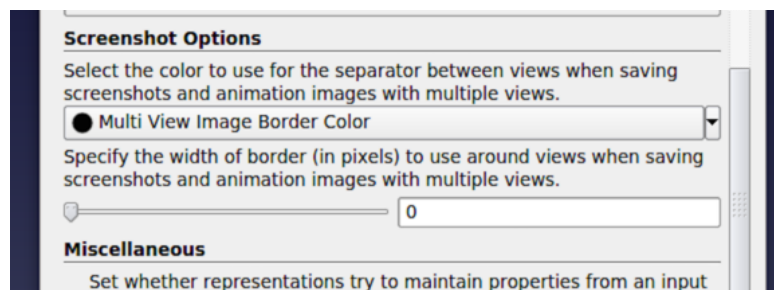 Screenshot Options
Select the color to use for the separator between views when saving
screenshots and animation images with multiple views.
Multi View Image Border Color
Specify the width of border (in pixels) to use around views when saving
screenshots and animation images with multiple views.
0
Miscellaneous
Set whether representations try to maintain properties from an input